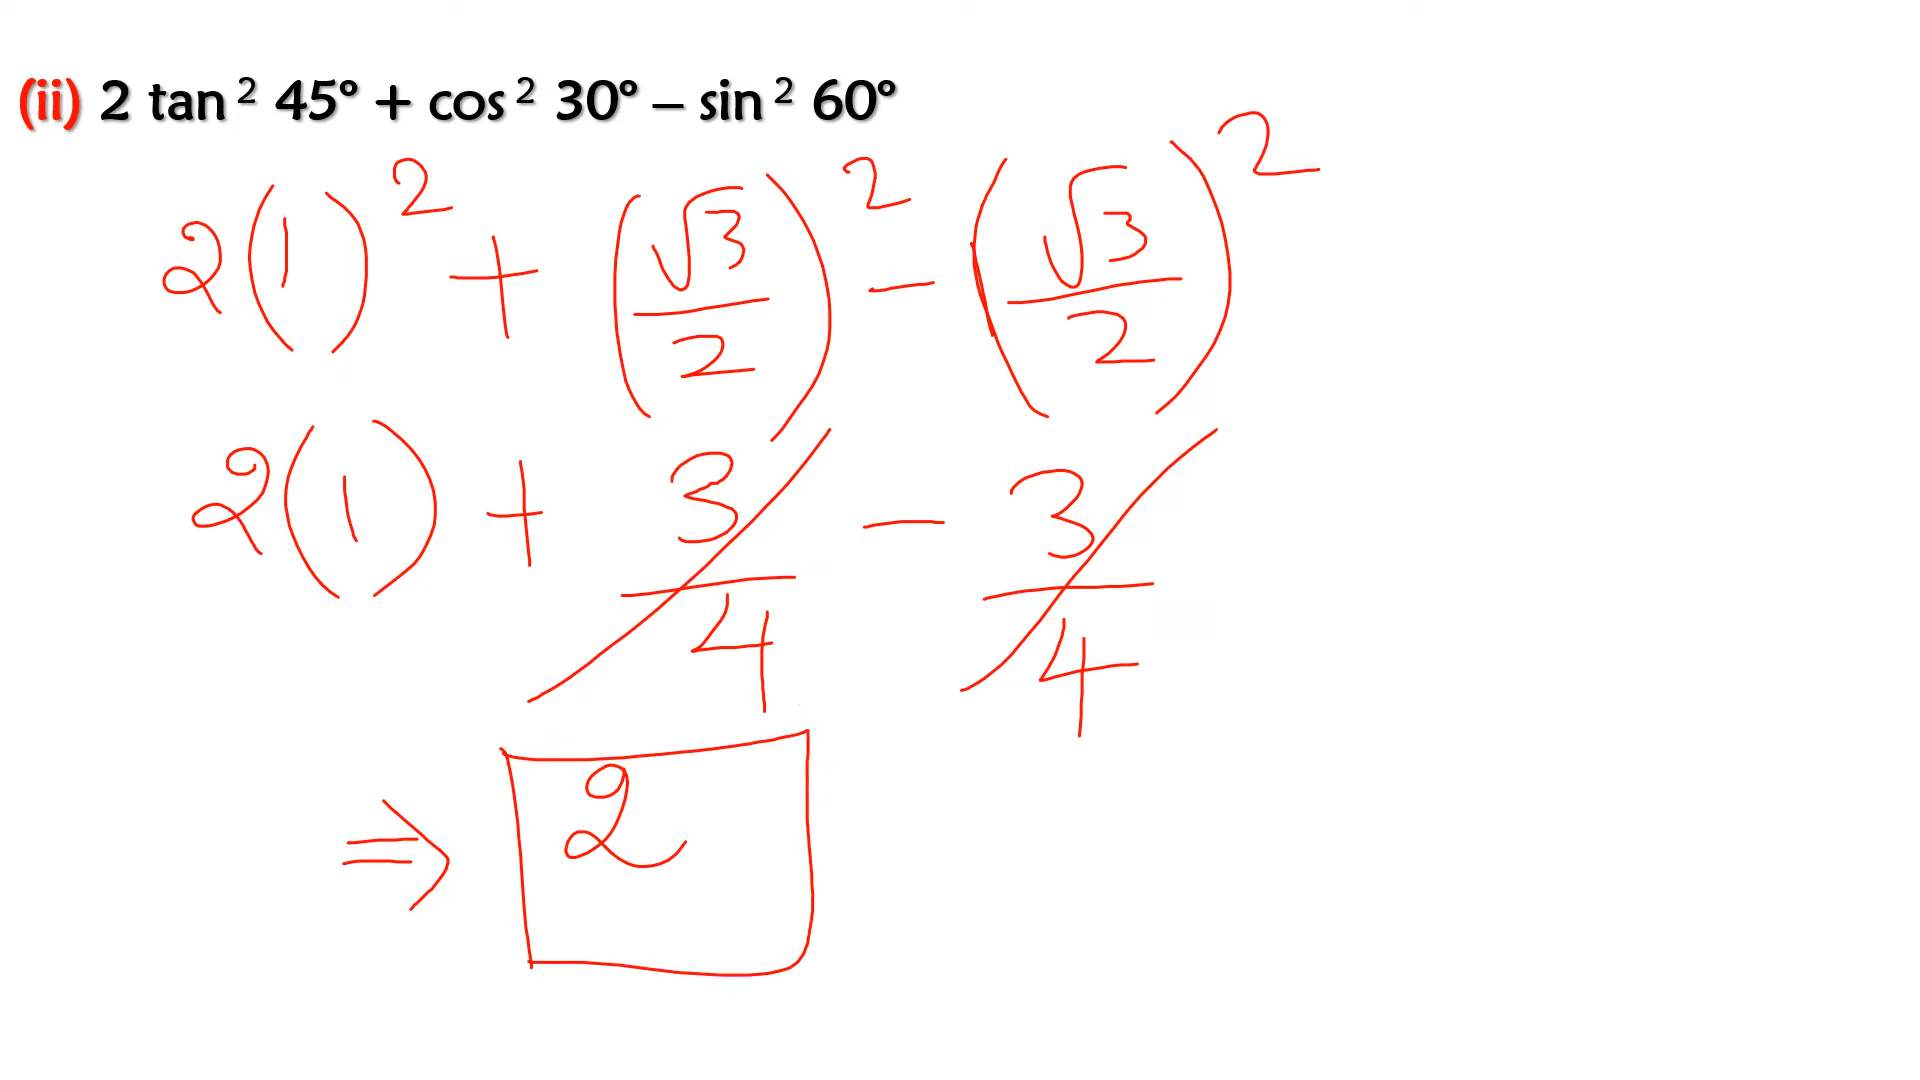 (ii) 2 tan² 45° + cos² 30° – sin² 60°
2(1)² + (√3/2)² - (√3/2)²
2(1) + 3/4 - 3/4
⇒ 2